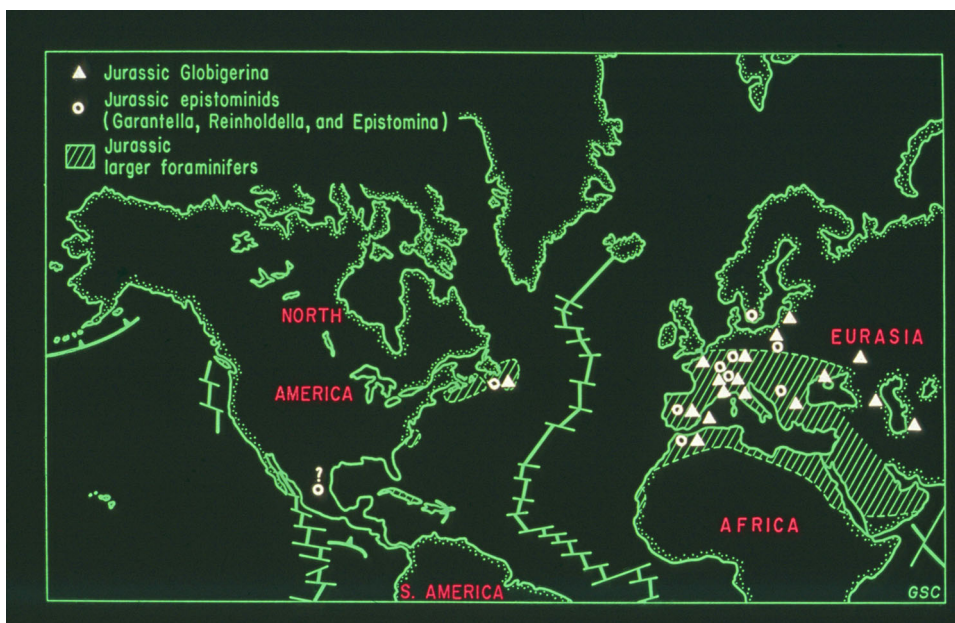 Jurassic Globigerina
Jurassic epistominids
(Garantella, Reinholdella, and Epistomina)
Jurassic
larger foraminifers
NORTH
AMERICA
EURASIA
?
AFRICA
S. AMERICA
GSC